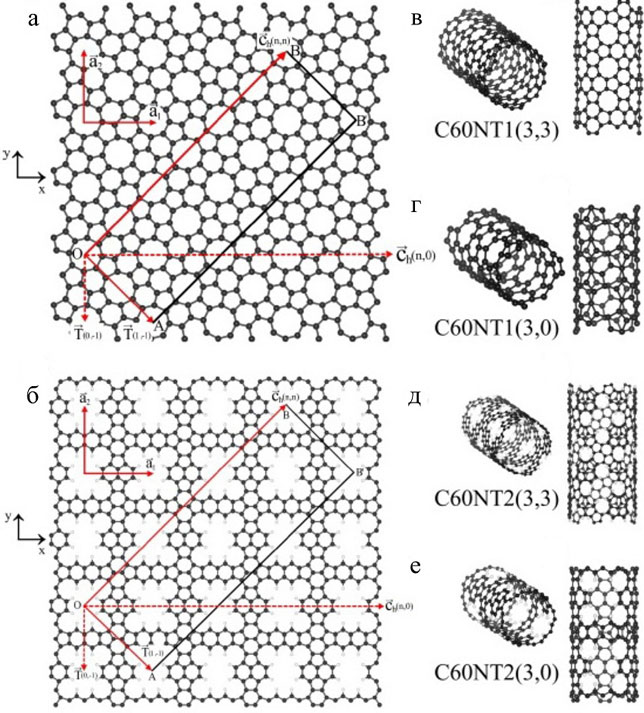 а
a₂
a₁
y
x
O
c⃗ₕ(n,n)
B
B'
c⃗ₕ(n,0)
T⃗(0,-1)
T⃗(1,-1)
A
в
C60NT1(3,3)
г
C60NT1(3,0)
б
a₂
a₁
y
x
O
c⃗ₕ(n,n)
B
B'
c⃗ₕ(n,0)
T⃗(0,-1)
T⃗(1,-1)
A
д
C60NT2(3,3)
е
C60NT2(3,0)